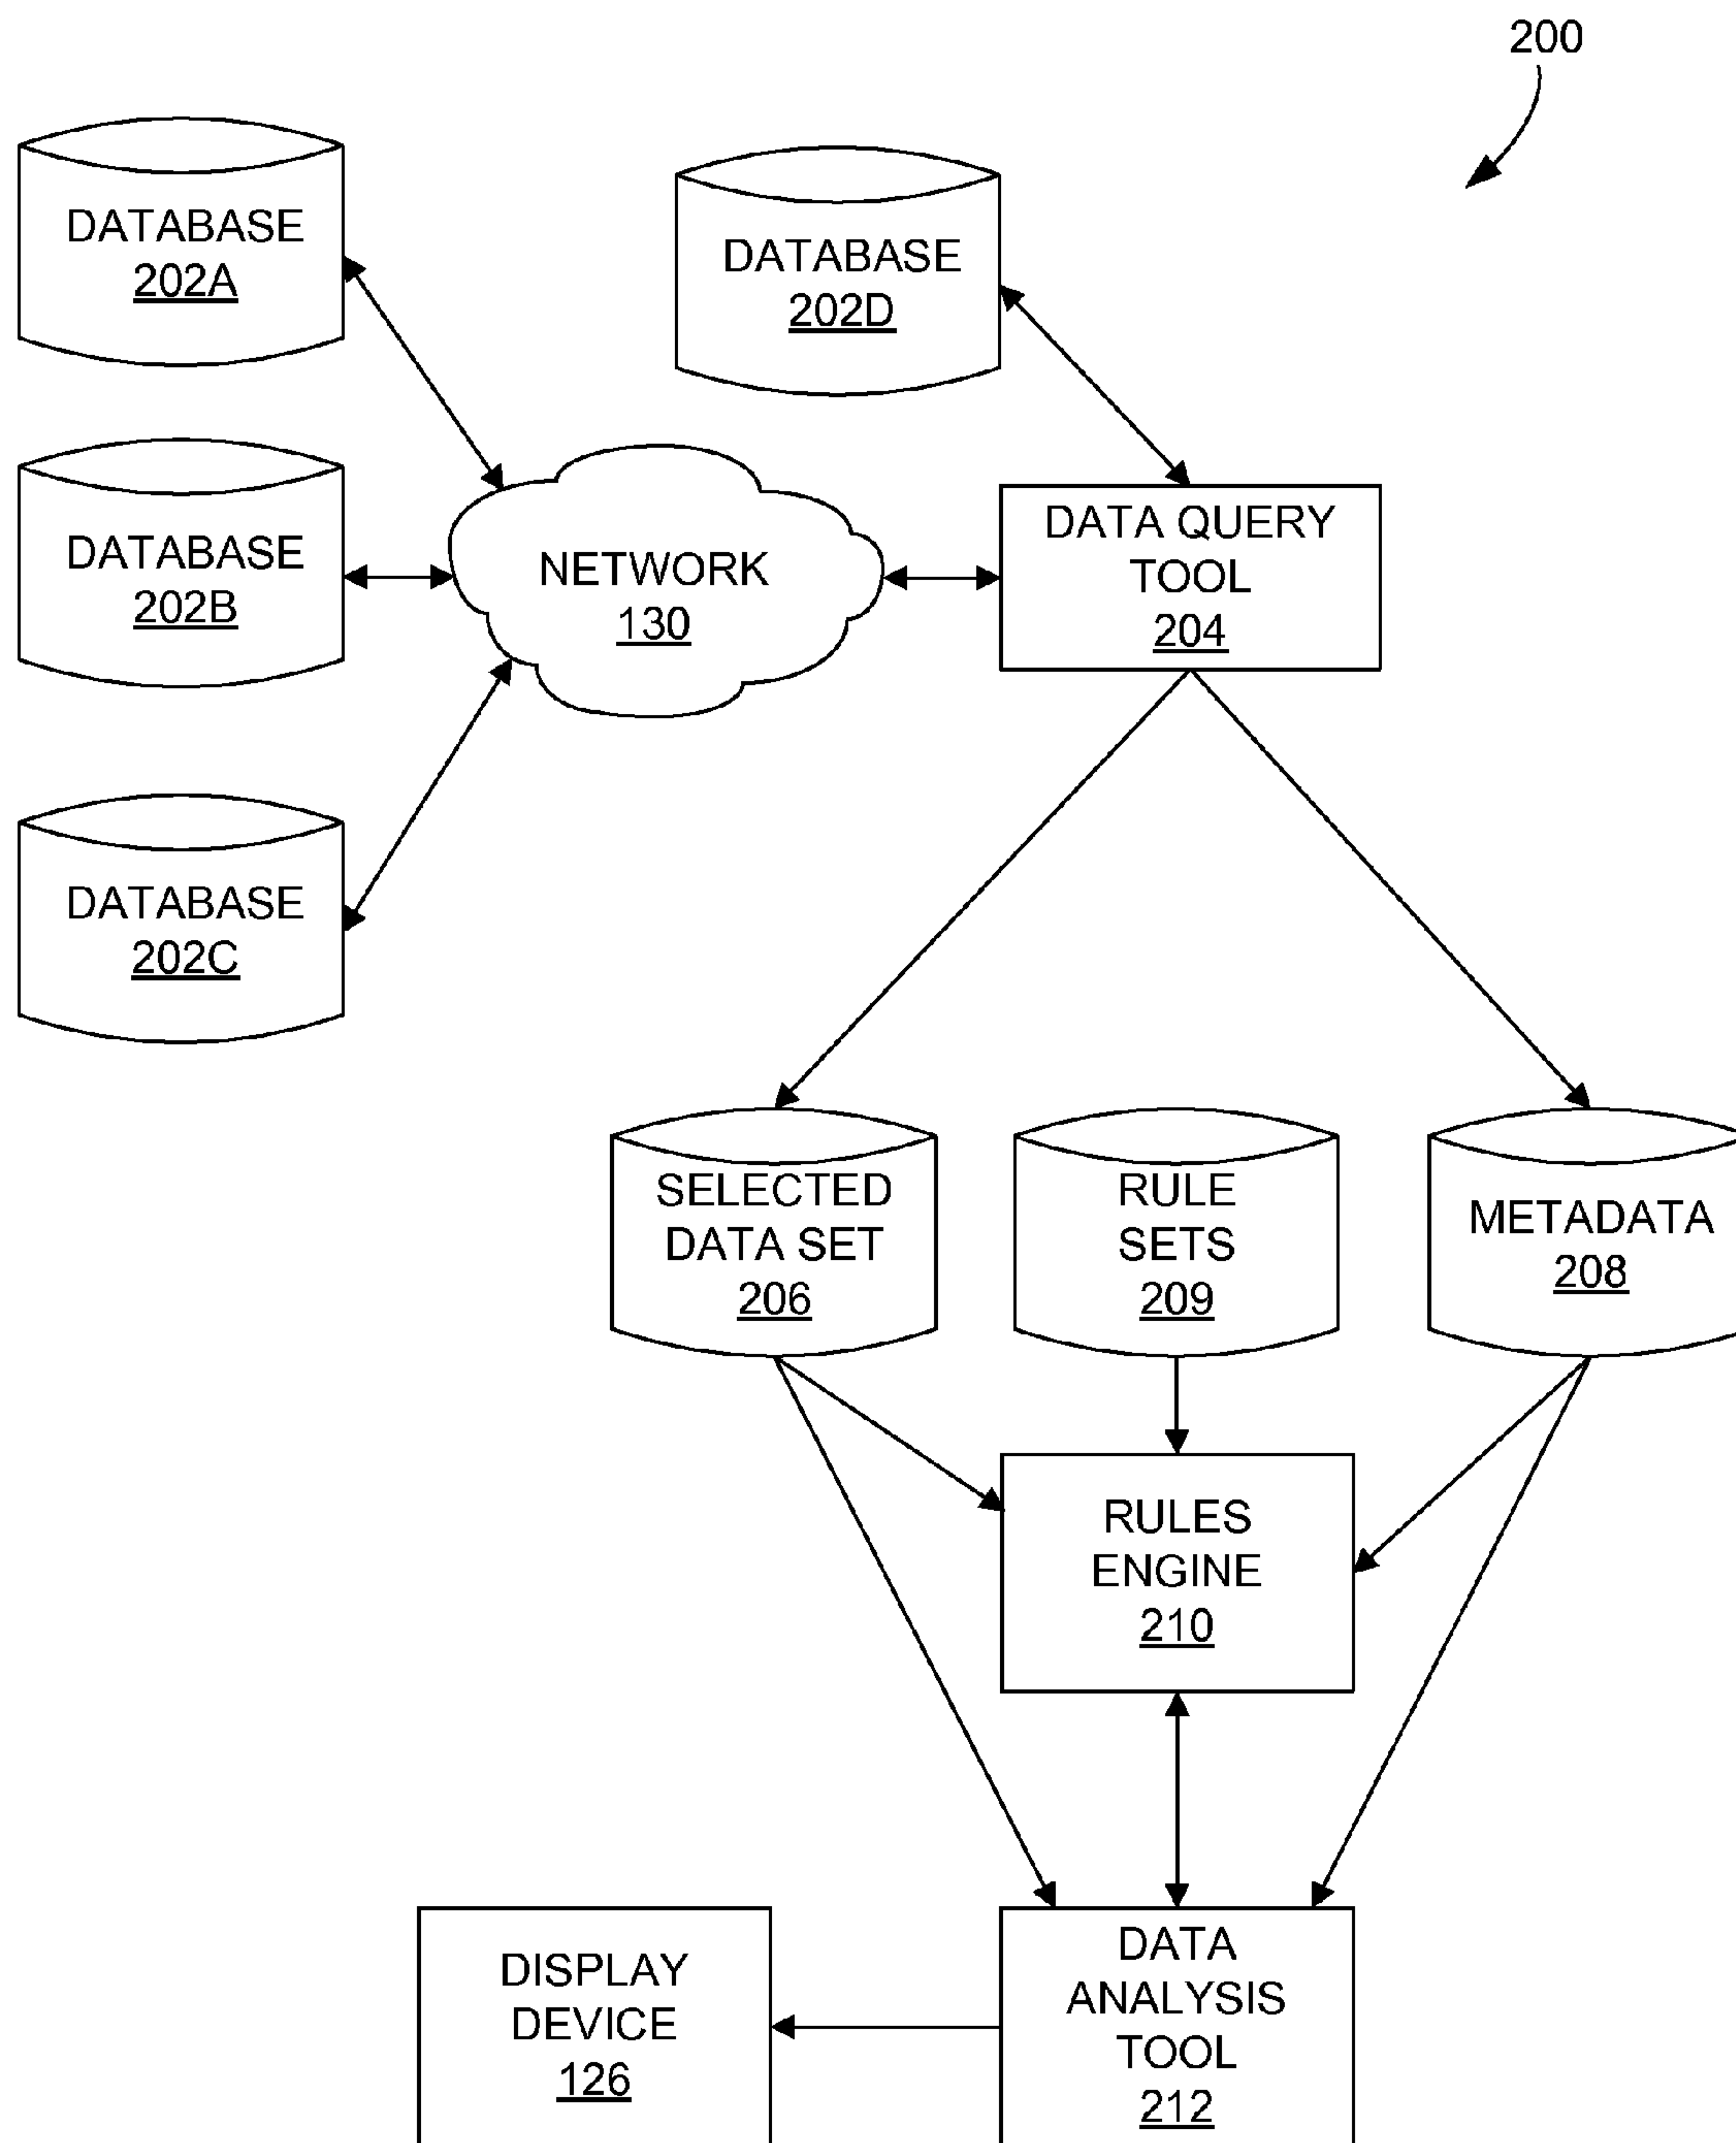 200
DATABASE
202A
DATABASE
202D
DATABASE
202B
NETWORK
130
DATA QUERY
TOOL
204
DATABASE
202C
SELECTED
DATA SET
206
RULE
SETS
209
METADATA
208
RULES
ENGINE
210
DISPLAY
DEVICE
126
DATA
ANALYSIS
TOOL
212